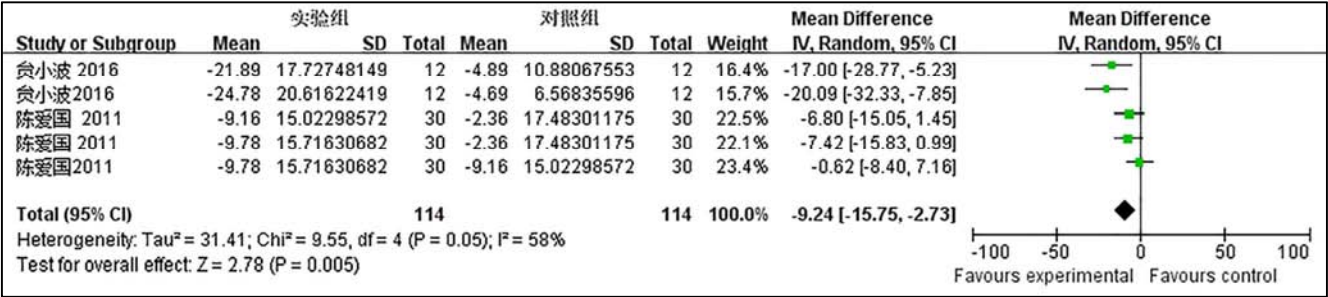 实验组 对照组 Mean Difference Mean Difference
Study or Subgroup Mean SD Total Mean SD Total Weight IV, Random, 95% CI IV, Random, 95% CI
贠小波 2016 -21.89 17.72748149 12 -4.89 10.88067553 12 16.4% -17.00 [-28.77, -5.23]
贠小波2016 -24.78 20.61622419 12 -4.69 6.56835596 12 15.7% -20.09 [-32.33, -7.85]
陈爱国 2011 -9.16 15.02298572 30 -2.36 17.48301175 30 22.5% -6.80 [-15.05, 1.45]
陈爱国 2011 -9.78 15.71630682 30 -2.36 17.48301175 30 22.1% -7.42 [-15.83, 0.99]
陈爱国2011 -9.78 15.71630682 30 -9.16 15.02298572 30 23.4% -0.62 [-8.40, 7.16]
Total (95% CI) 114 114 100.0% -9.24 [-15.75, -2.73]
Heterogeneity: Tau² = 31.41; Chi² = 9.55, df = 4 (P = 0.05); I² = 58%
Test for overall effect: Z = 2.78 (P = 0.005)
-100 -50 0 50 100
Favours experimental Favours control